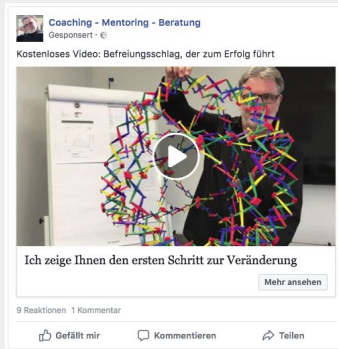 Coaching - Mentoring - Beratung
Gesponsert ·
Kostenloses Video: Befreiungsschlag, der zum Erfolg führt
Ich zeige Ihnen den ersten Schritt zur Veränderung
Mehr ansehen
9 Reaktionen 1 Kommentar
Gefällt mir Kommentieren Teilen